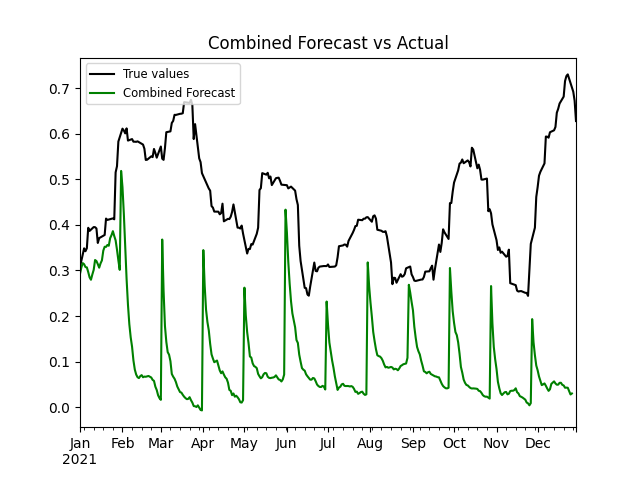 Combined Forecast vs Actual
True values
Combined Forecast
0.7
0.6
0.5
0.4
0.3
0.2
0.1
0.0
Jan Feb Mar Apr May Jun Jul Aug Sep Oct Nov Dec
2021